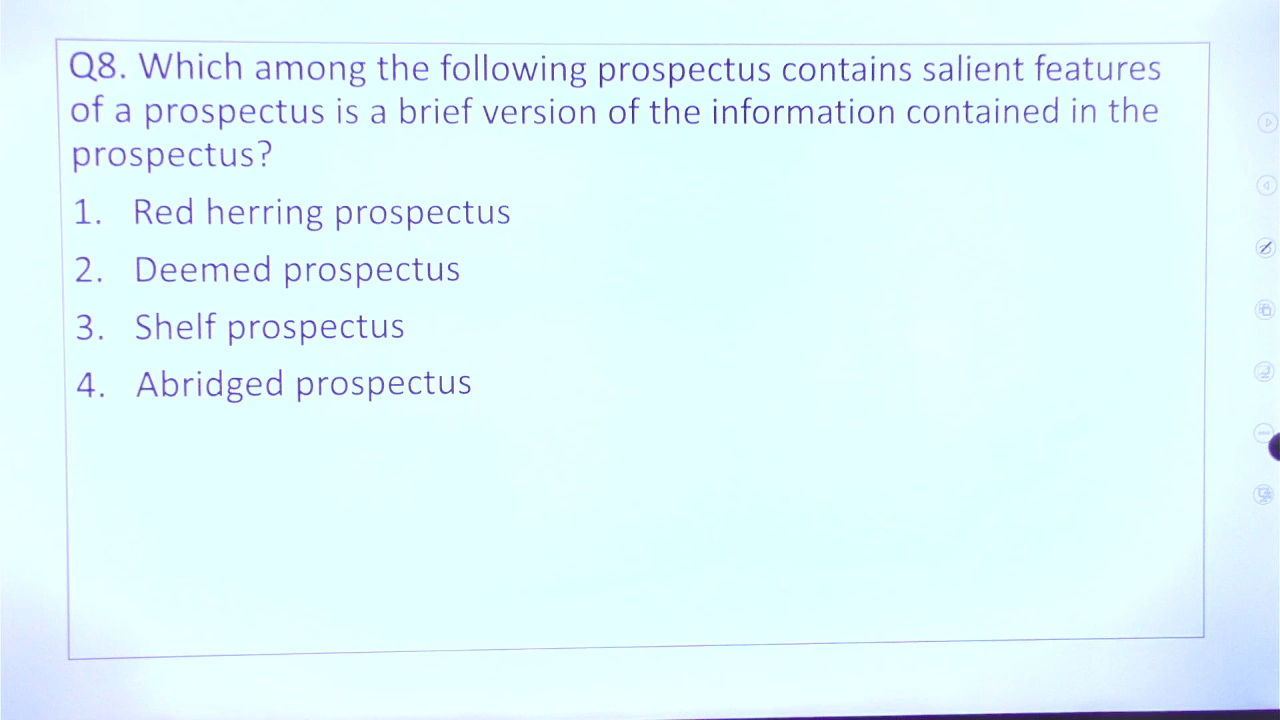 Q8. Which among the following prospectus contains salient features
of a prospectus is a brief version of the information contained in the
prospectus?
1. Red herring prospectus
2. Deemed prospectus
3. Shelf prospectus
4. Abridged prospectus